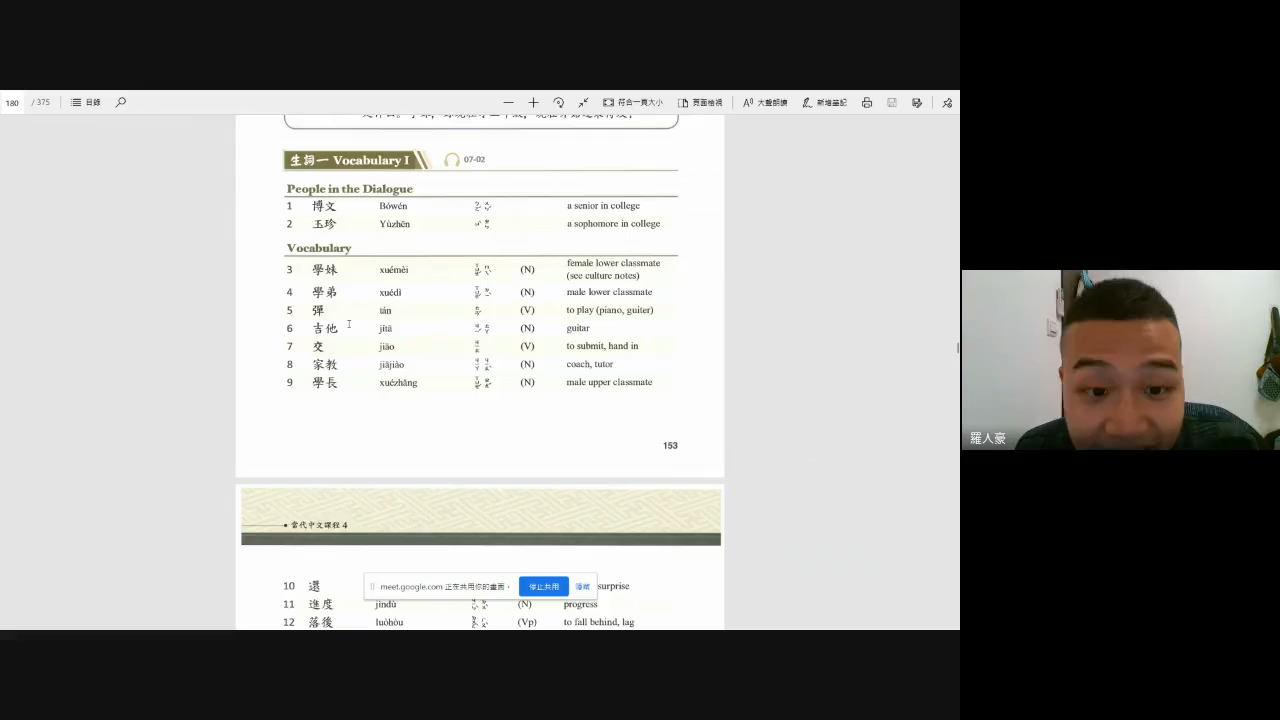 180 / 375 目錄 符合一頁大小 頁面檢視 大聲朗讀 新增筆記
生詞一 Vocabulary I 07-02
People in the Dialogue
1 博文 Bówén a senior in college
2 玉珍 Yùzhēn a sophomore in college
Vocabulary
3 學妹 xuémèi (N) female lower classmate
(see culture notes)
4 學弟 xuédì (N) male lower classmate
5 彈 tán (V) to play (piano, guiter)
6 吉他 jítā (N) guitar
7 交 jiāo (V) to submit, hand in
8 家教 jiājiào (N) coach, tutor
9 學長 xuézhǎng (N) male upper classmate
羅人豪
153
當代中文課程 4
10 還 surprise
meet.google.com 正在共用你的畫面。 停止共用 隱藏
11 進度 jìndù (N) progress
12 落後 luòhòu (Vp) to fall behind, lag